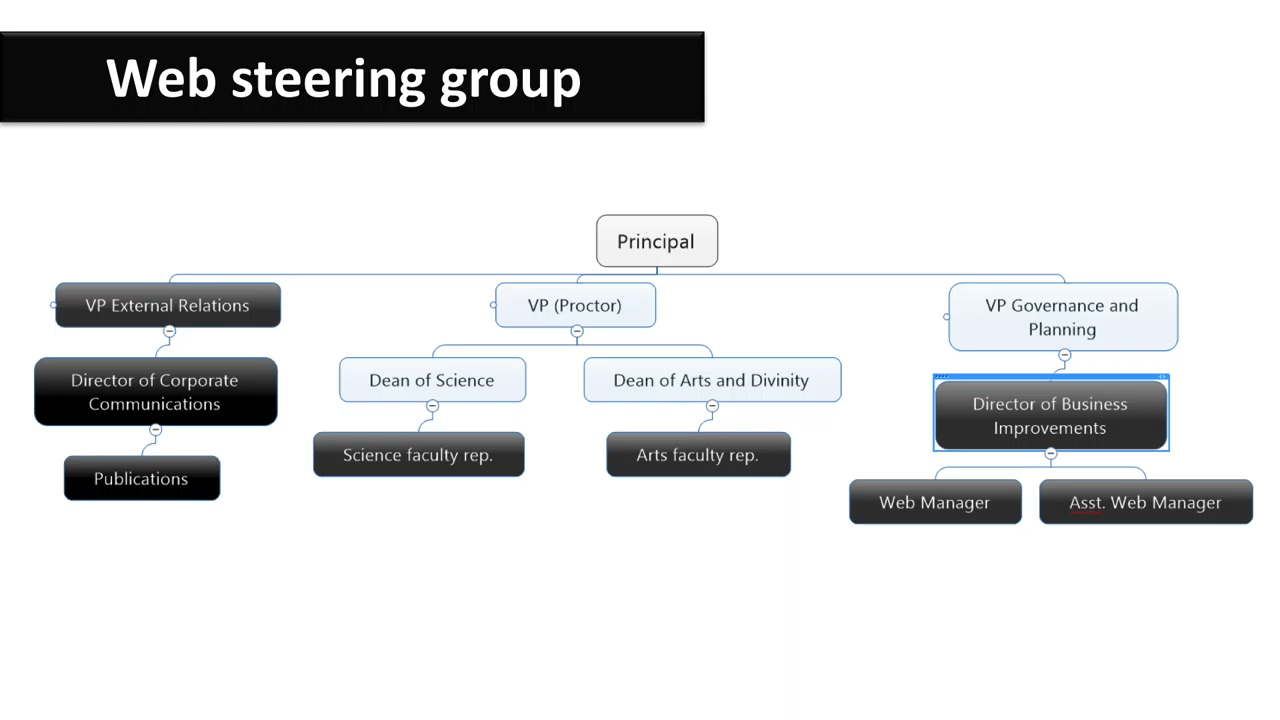 Web steering group
Principal
VP External Relations
VP (Proctor)
VP Governance and
Planning
Director of Corporate
Communications
Dean of Science
Dean of Arts and Divinity
Director of Business
Improvements
Publications
Science faculty rep.
Arts faculty rep.
Web Manager
Asst. Web Manager